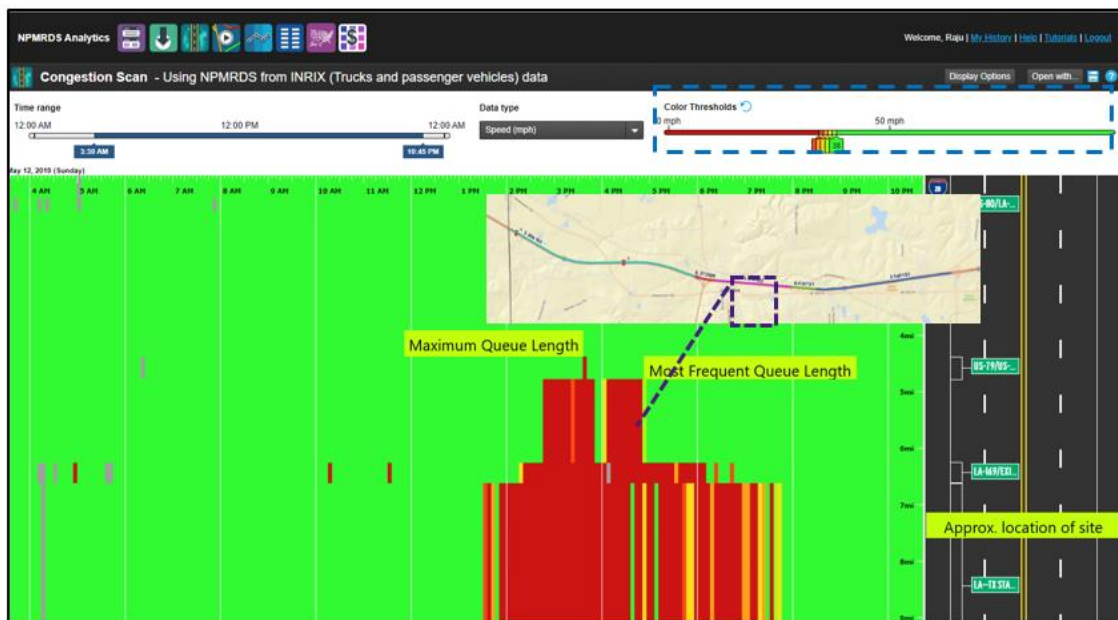 NPMRDS Analytics
Welcome, Raju | My History | Help | Tutorials | Logout
Congestion Scan - Using NPMRDS from INRIX (Trucks and passenger vehicles) data
Display Options
Open with...
Time range
Data type
Color Thresholds
12:00 AM
12:00 PM
12:00 AM
Speed (mph)
0 mph
50 mph
3:30 AM
10:45 PM
May 12, 2019 (Sunday)
4 AM 5 AM 6 AM 7 AM 8 AM 9 AM 10 AM 11 AM 12 PM 1 PM 2 PM 3 PM 4 PM 5 PM 6 PM 7 PM 8 PM 9 PM 10 PM
20
Maximum Queue Length
4mi
US-79/US-...
Most Frequent Queue Length
5mi
6mi
LA-169/EXI...
7mi
Approx. location of site
8mi
LA-TX STA...
9mi